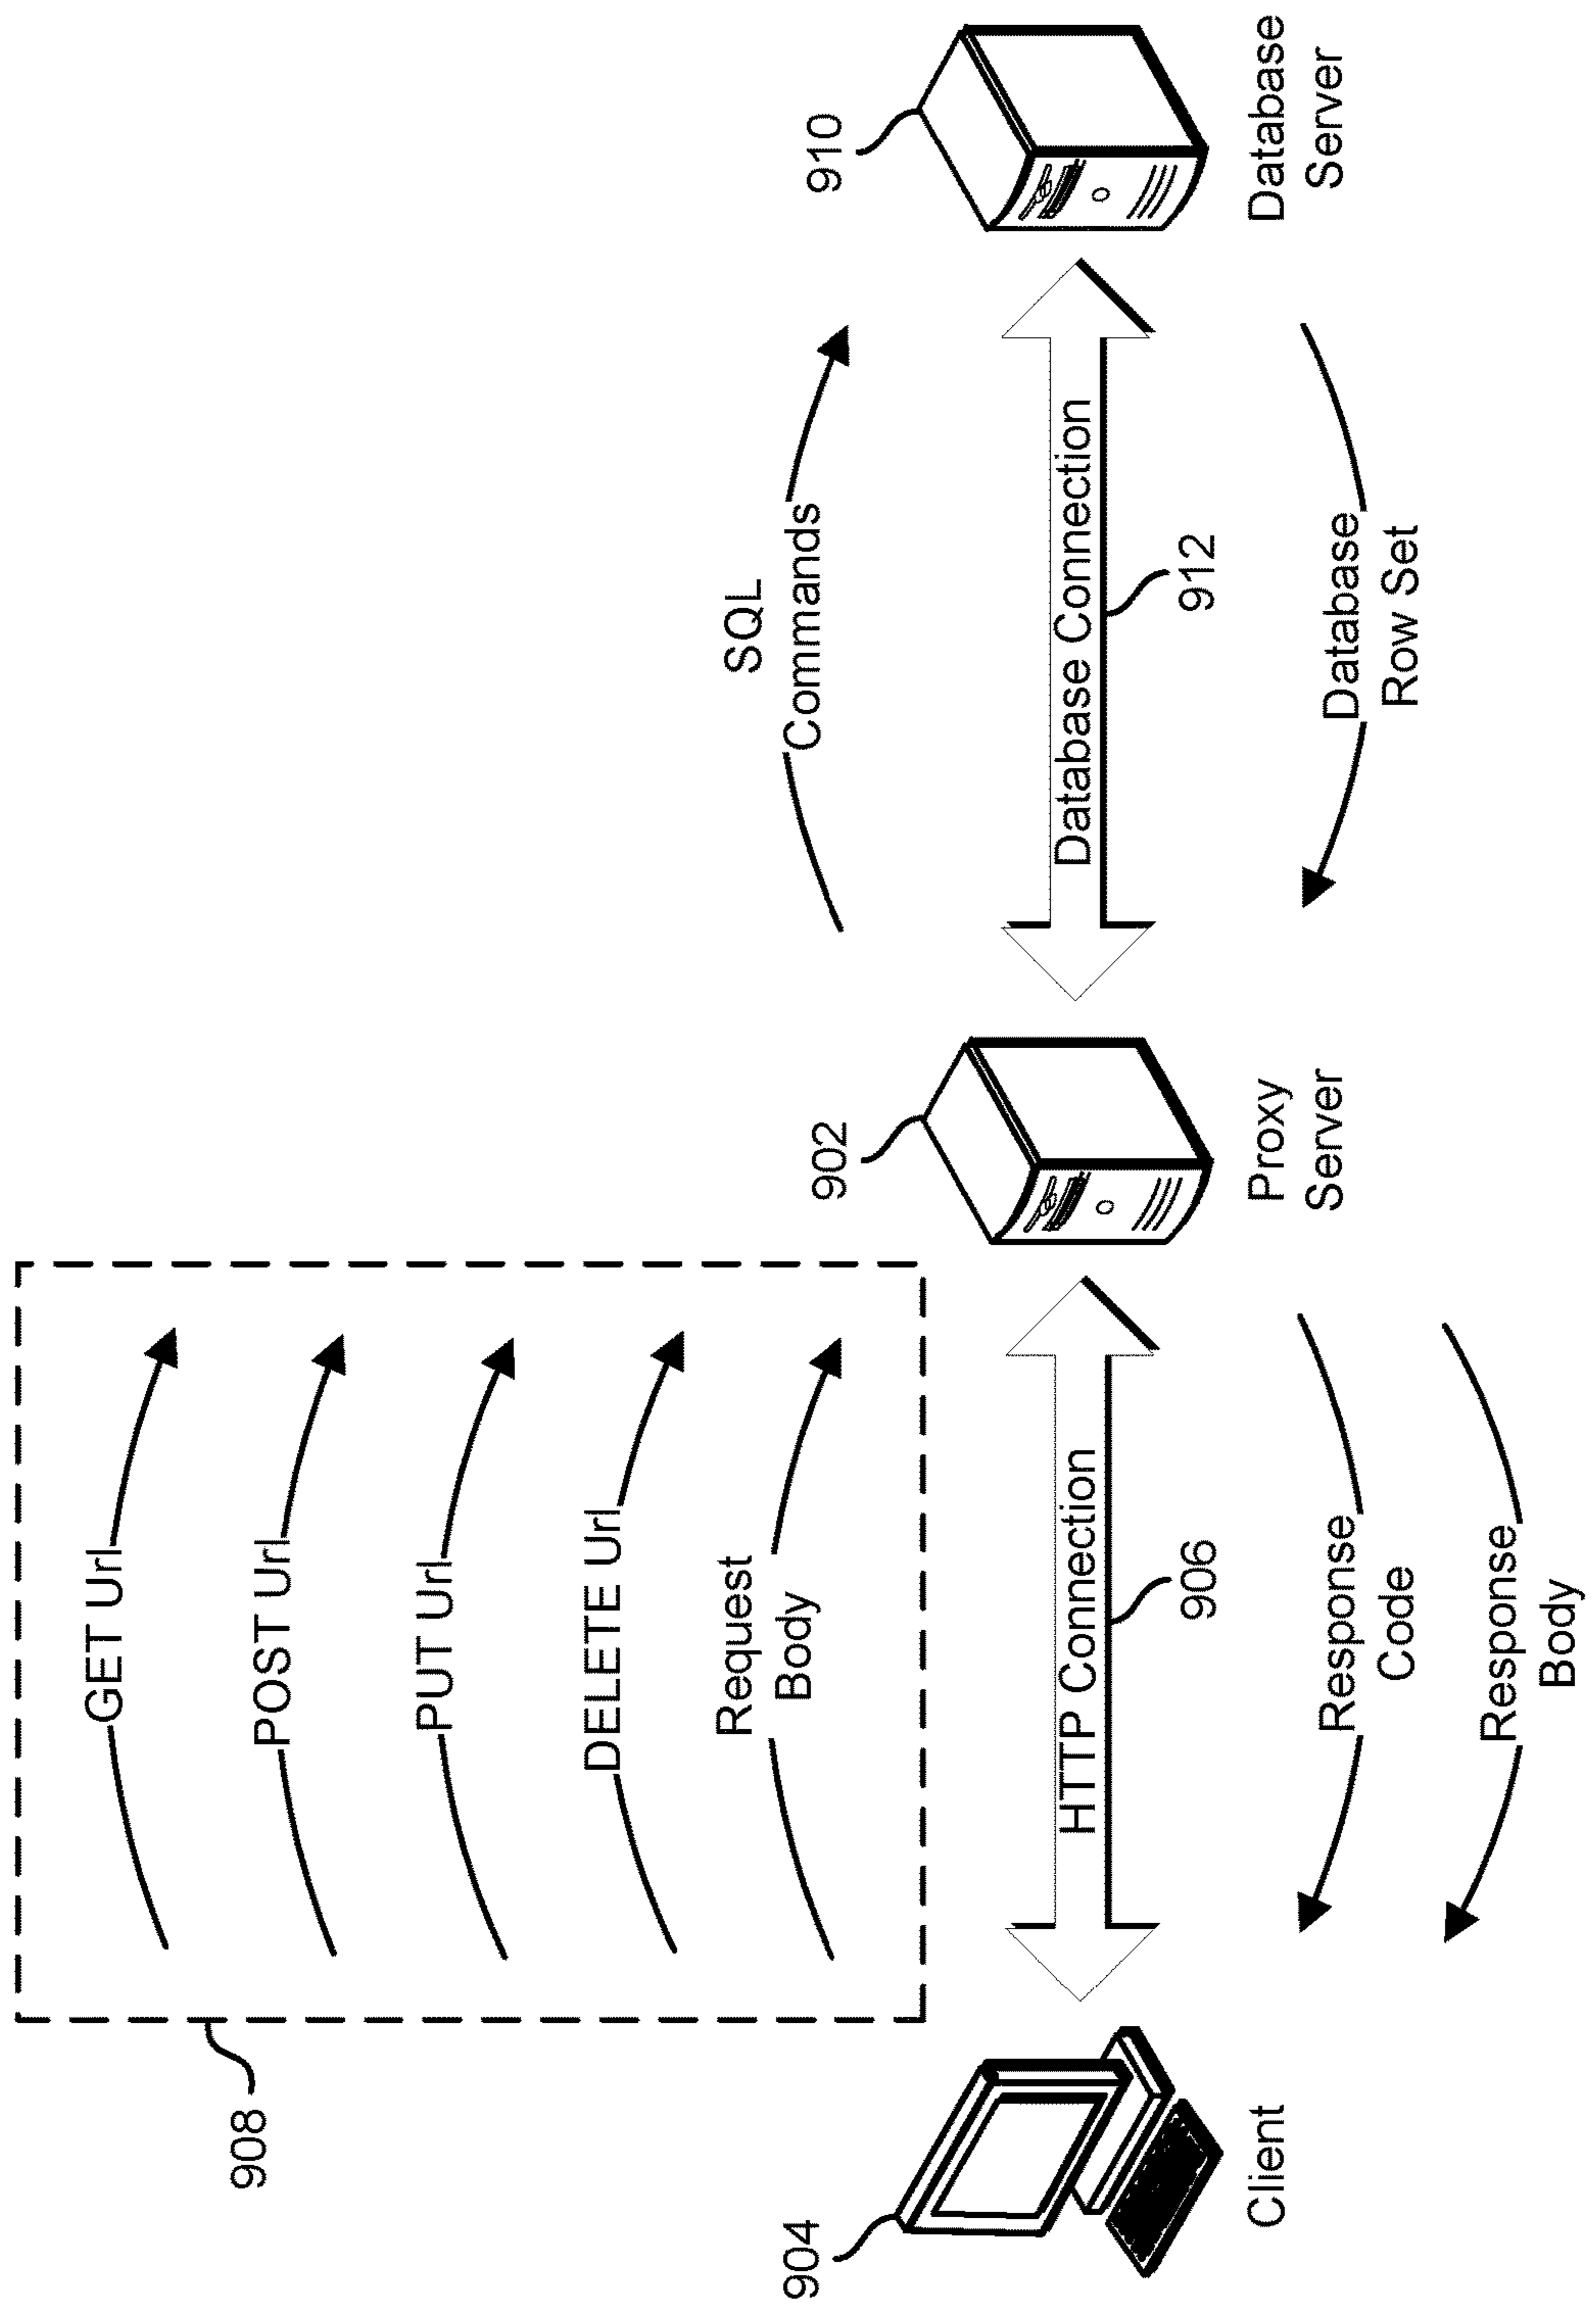 GET Url
POST Url
PUT Url
DELETE Url
Request
Body
908
904
Client
HTTP Connection
906
Response
Code
Response
Body
902
Proxy
Server
SQL
Commands
Database Connection
912
Database
Row Set
910
Database
Server